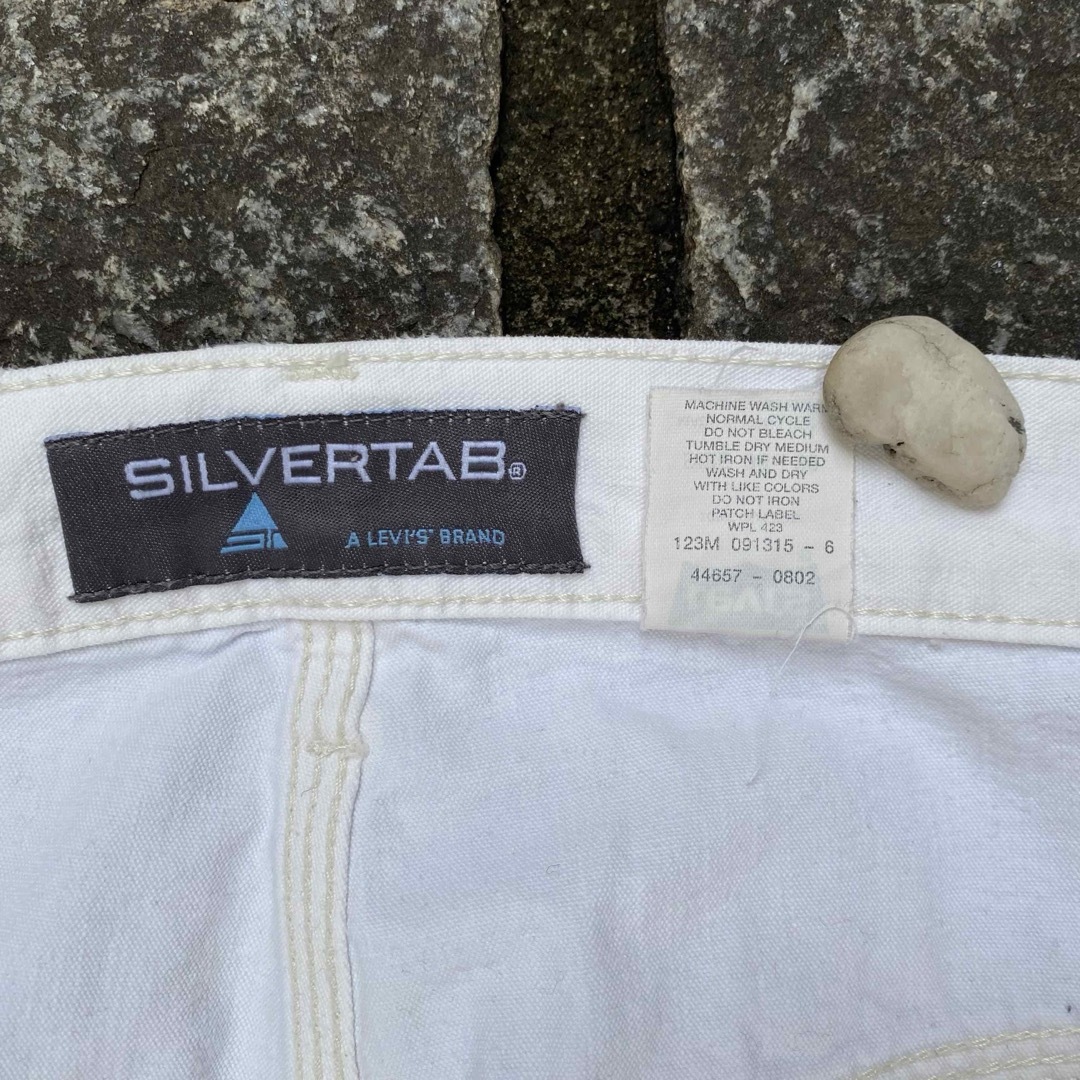 SILVERTAB®
A LEVI'S® BRAND
MACHINE WASH WARM
NORMAL CYCLE
DO NOT BLEACH
TUMBLE DRY MEDIUM
HOT IRON IF NEEDED
WASH AND DRY
WITH LIKE COLORS
DO NOT IRON
PATCH LABEL
WPL 423
123M 091315 - 6
44657 - 0802